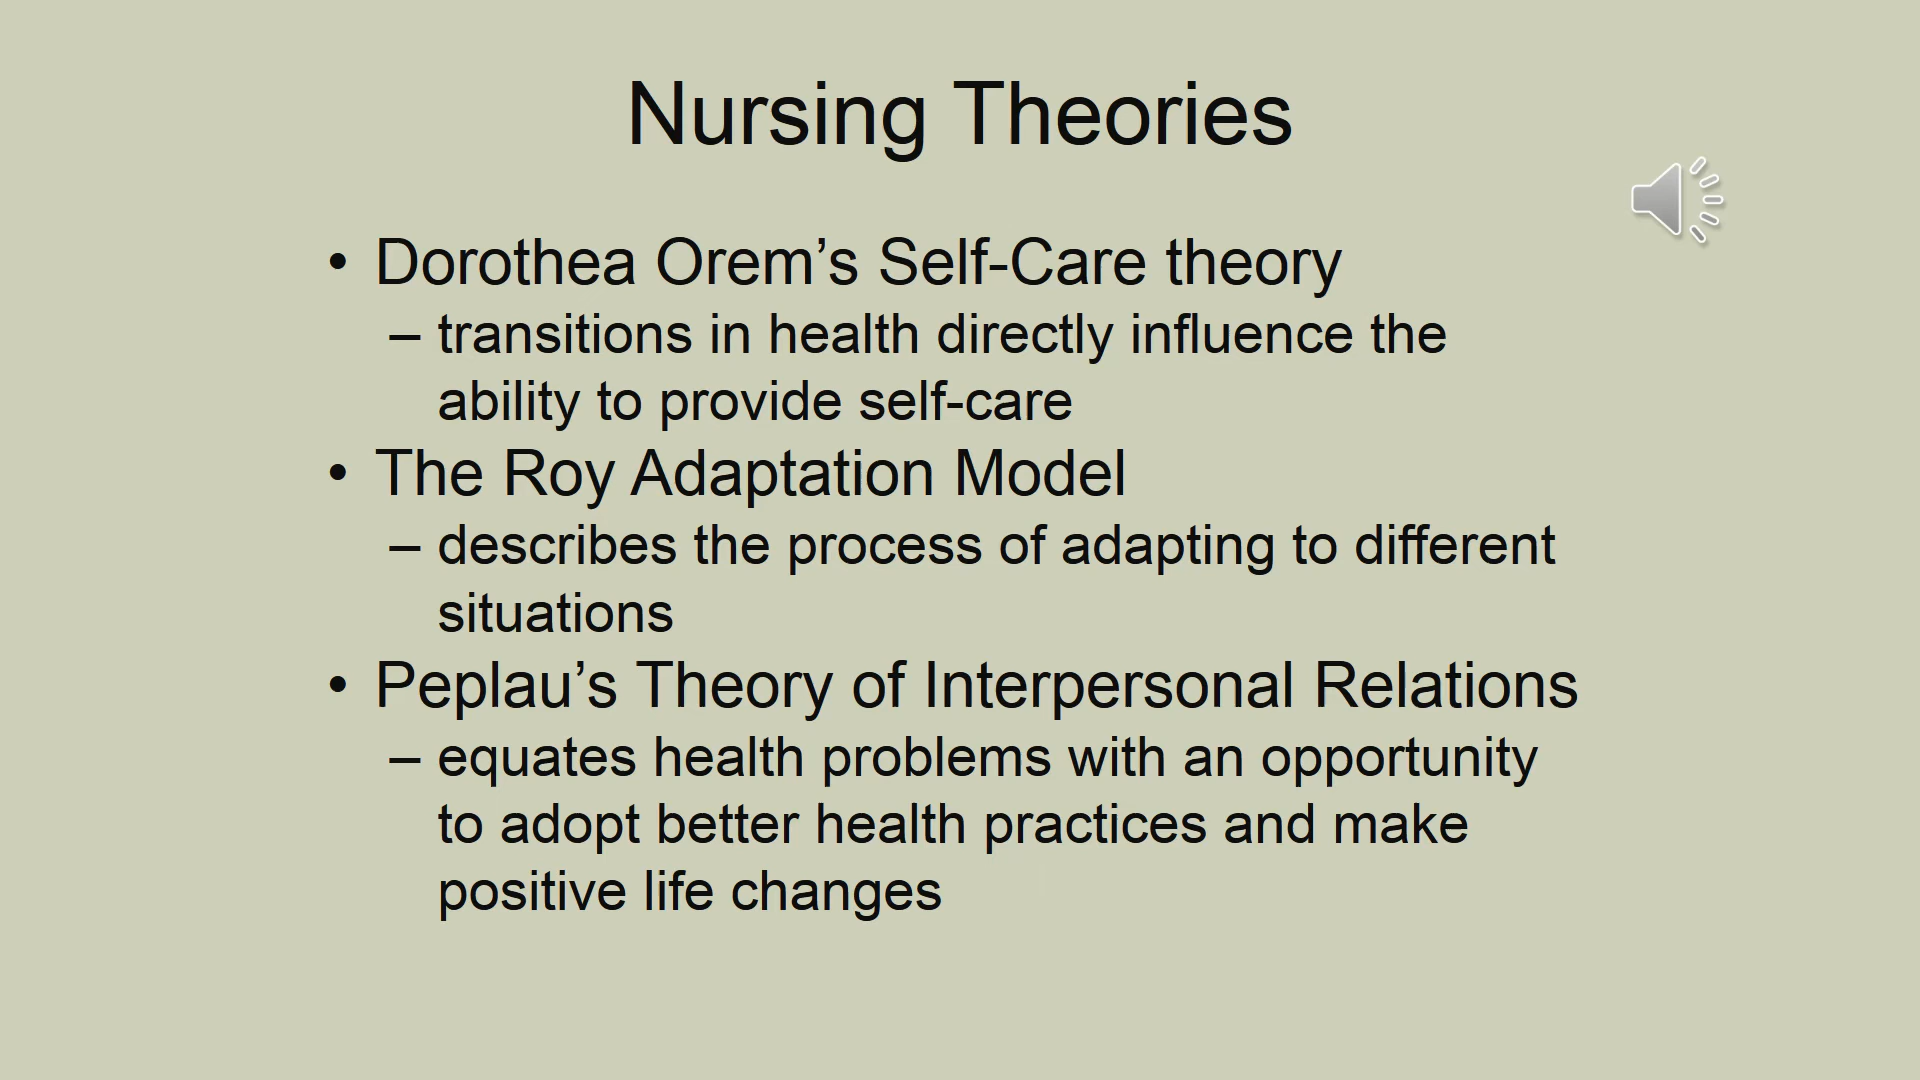 Nursing Theories
• Dorothea Orem’s Self-Care theory
– transitions in health directly influence the
ability to provide self-care
• The Roy Adaptation Model
– describes the process of adapting to different
situations
• Peplau’s Theory of Interpersonal Relations
– equates health problems with an opportunity
to adopt better health practices and make
positive life changes